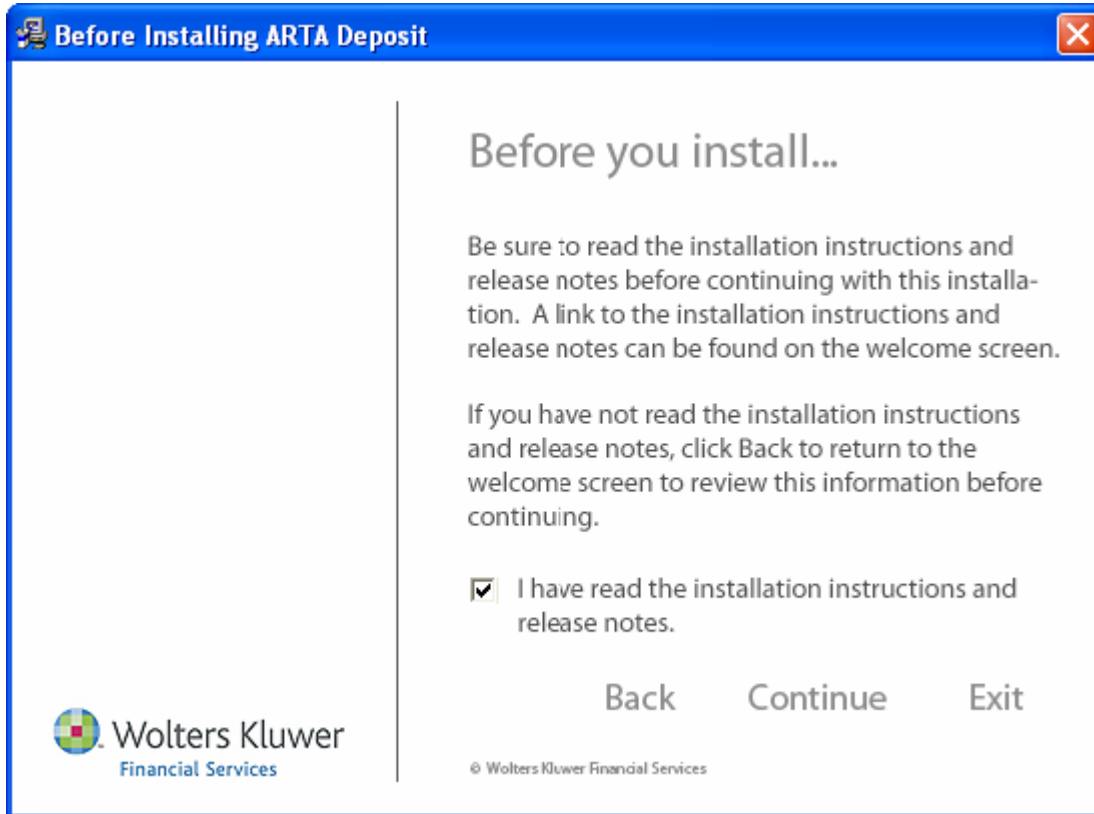 Before Installing ARTA Deposit
Before you install...
Be sure to read the installation instructions and
release notes before continuing with this installa-
tion.  A link to the installation instructions and
release notes can be found on the welcome screen.
If you have not read the installation instructions
and release notes, click Back to return to the
welcome screen to review this information before
continuing.
I have read the installation instructions and
release notes.
Back Continue Exit
Wolters Kluwer
Financial Services
© Wolters Kluwer Financial Services